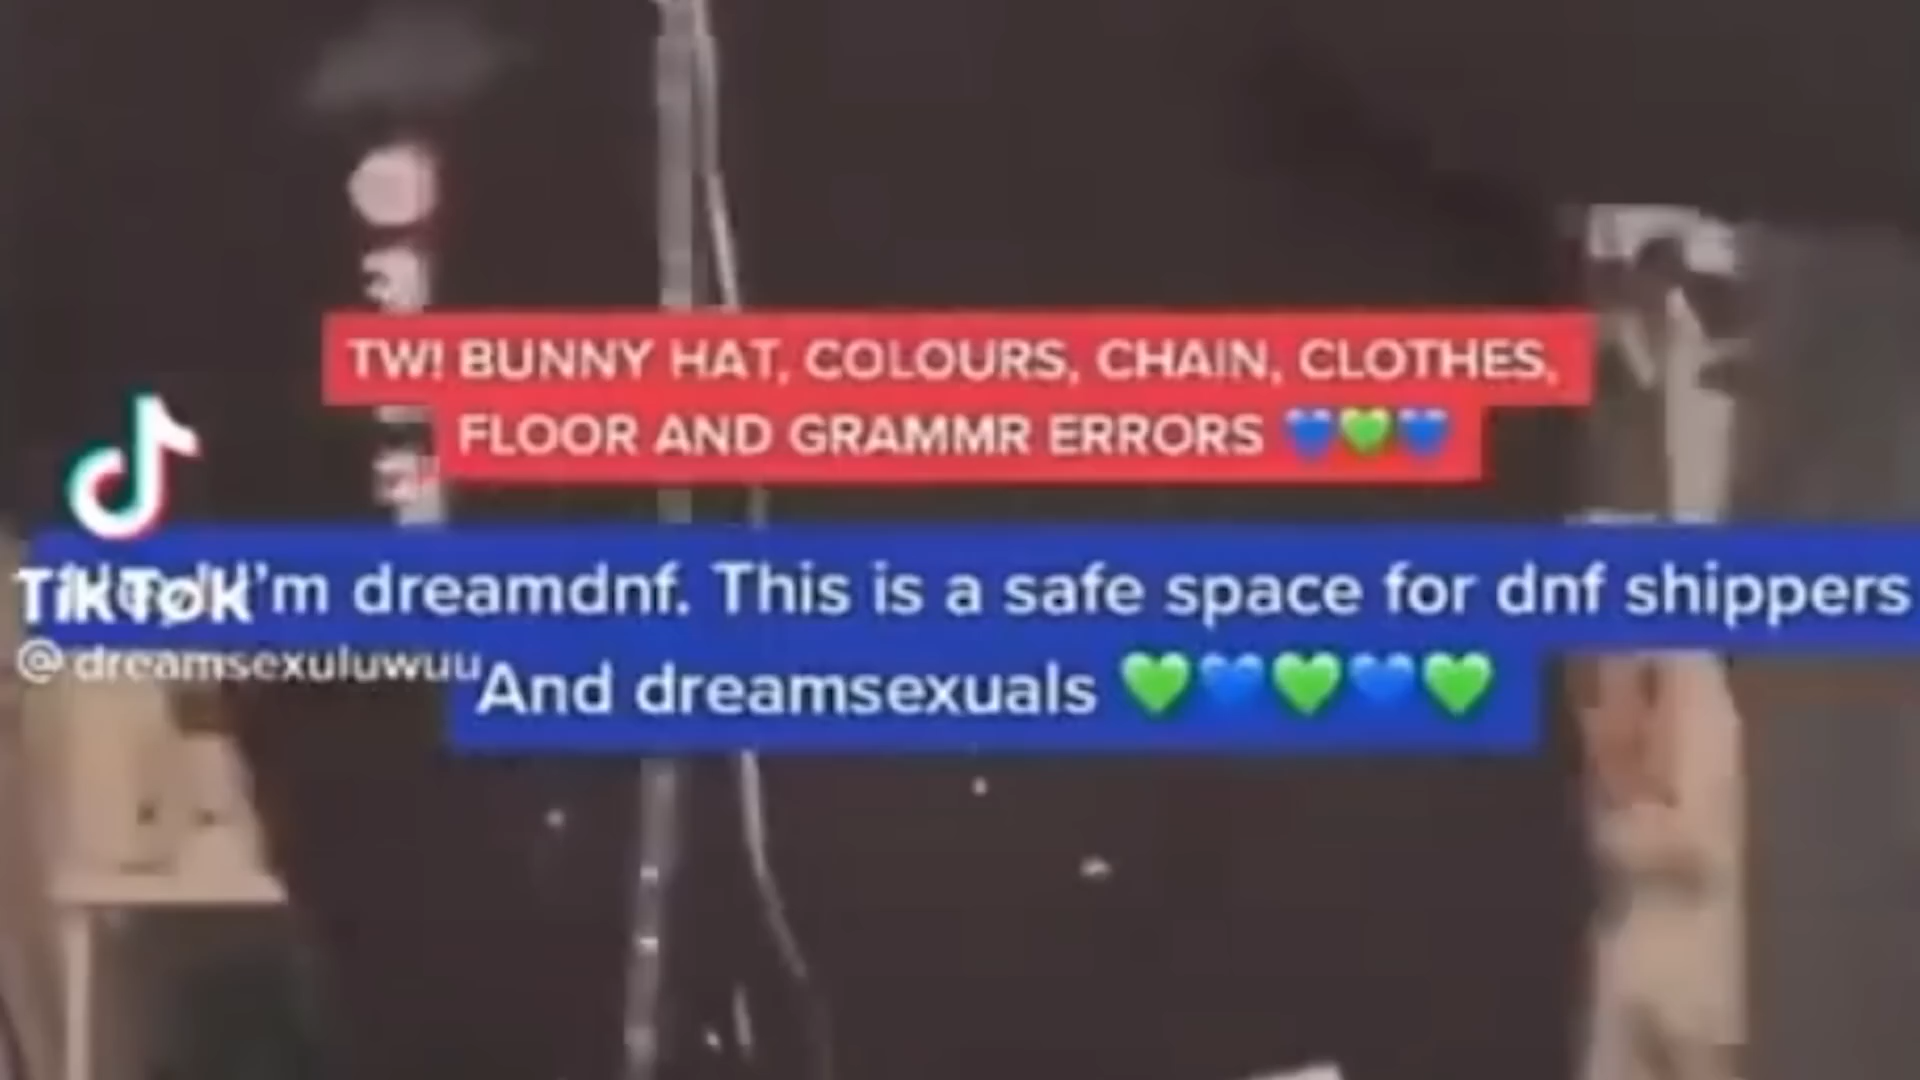 TW! BUNNY HAT, COLOURS, CHAIN, CLOTHES,
FLOOR AND GRAMMR ERRORS 💙💚💙
TikTok
I'm dreamdnf. This is a safe space for dnf shippers
@dreamsexuluwuu
And dreamsexuals 💚💙💚💙💚